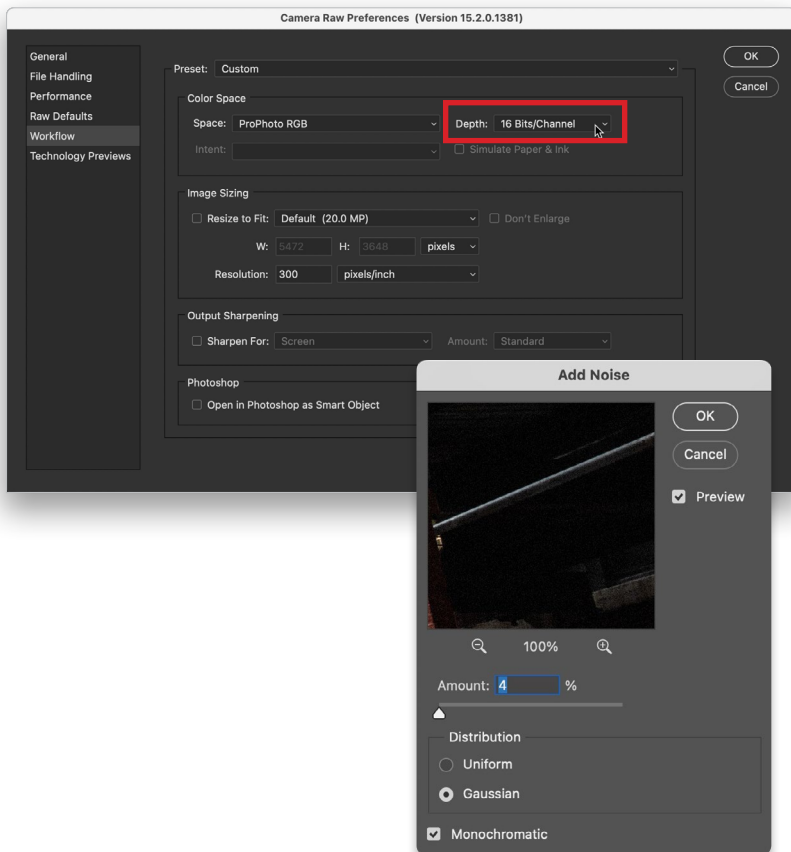 Camera Raw Preferences (Version 15.2.0.1381)
General
File Handling
Performance
Raw Defaults
Workflow
Technology Previews
Preset: Custom
OK
Cancel
Color Space
Space: ProPhoto RGB Depth: 16 Bits/Channel
Intent: Simulate Paper & Ink
Image Sizing
Resize to Fit: Default (20.0 MP) Don't Enlarge
W: 5472 H: 3648 pixels
Resolution: 300 pixels/inch
Output Sharpening
Sharpen For: Screen Amount: Standard
Photoshop
Open in Photoshop as Smart Object
Add Noise
OK
Cancel
Preview
100%
Amount: 4 %
Distribution
Uniform
Gaussian
Monochromatic